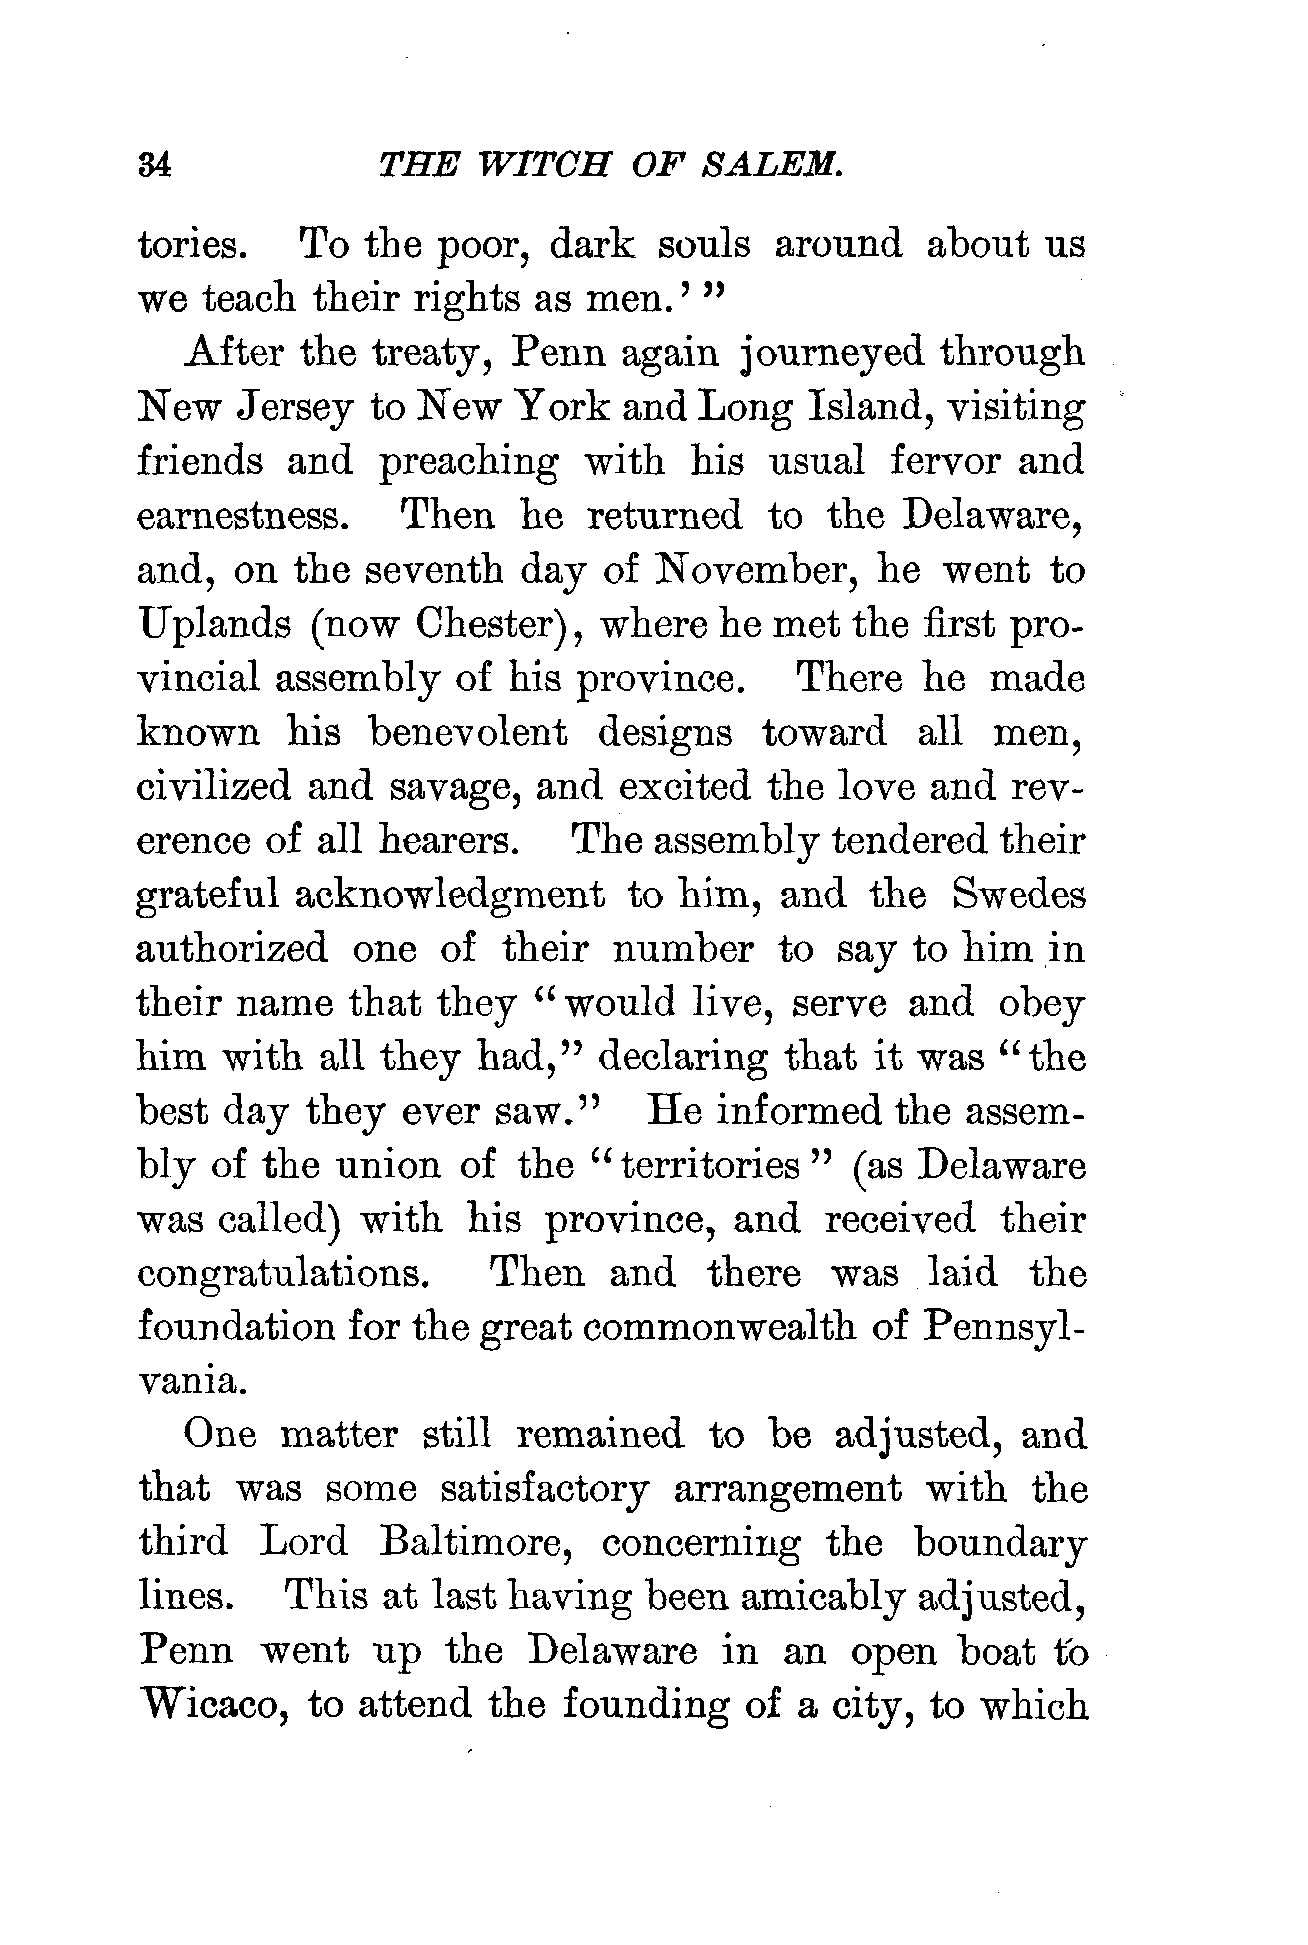 34 THE WITCH OF SALEM.
tories. To the poor, dark souls around about us
we teach their rights as men.’ ”
After the treaty, Penn again journeyed through
New Jersey to New York and Long Island, visiting
friends and preaching with his usual fervor and
earnestness. Then he returned to the Delaware,
and, on the seventh day of November, he went to
Uplands (now Chester), where he met the first pro-
vincial assembly of his province. There he made
known his benevolent designs toward all men,
civilized and savage, and excited the love and rev-
erence of all hearers. The assembly tendered their
grateful acknowledgment to him, and the Swedes
authorized one of their number to say to him in
their name that they “would live, serve and obey
him with all they had,” declaring that it was “the
best day they ever saw.” He informed the assem-
bly of the union of the “territories” (as Delaware
was called) with his province, and received their
congratulations. Then and there was laid the
foundation for the great commonwealth of Pennsyl-
vania.
One matter still remained to be adjusted, and
that was some satisfactory arrangement with the
third Lord Baltimore, concerning the boundary
lines. This at last having been amicably adjusted,
Penn went up the Delaware in an open boat to
Wicaco, to attend the founding of a city, to which